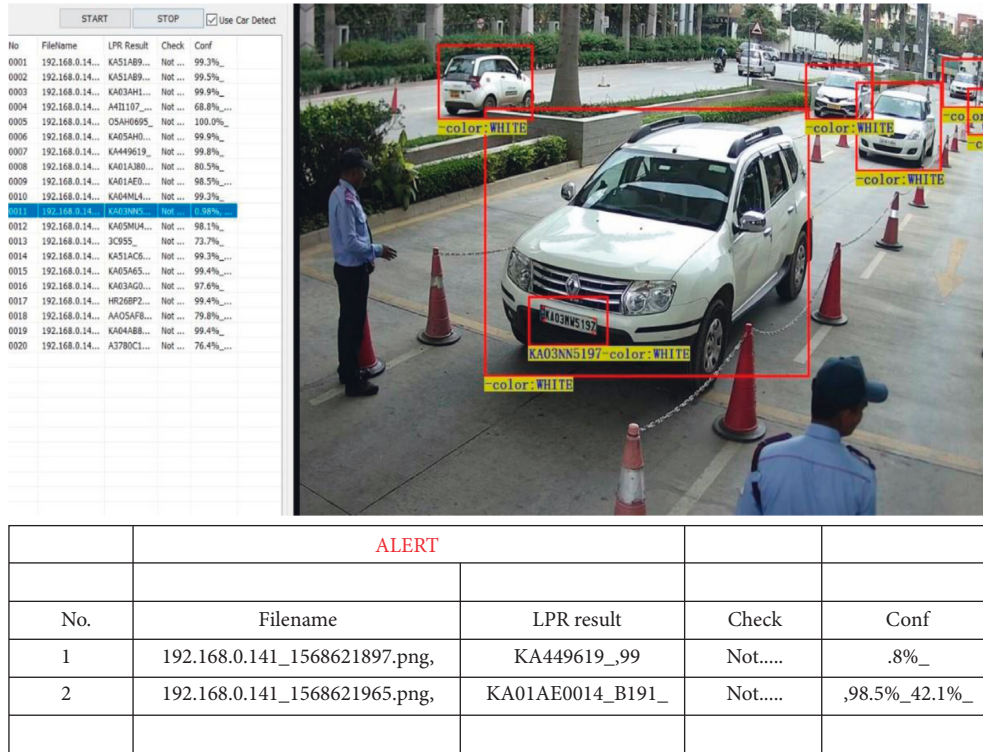 START STOP Use Car Detect
No FileName LPR Result Check Conf
0001 192.168.0.14... KA51AB9... Not ... 99.3%_
0002 192.168.0.14... KA51AB9... Not ... 99.5%_
0003 192.168.0.14... KA03AH1... Not ... 99.9%_
0004 192.168.0.14... A4I1107_... Not ... 68.8%_...
0005 192.168.0.14... O5AH0695_ Not ... 100.0%_
0006 192.168.0.14... KA05AH0... Not ... 99.9%_
0007 192.168.0.14... KA449619_ Not ... 99.8%_
0008 192.168.0.14... KA01AJ80... Not ... 80.5%_
0009 192.168.0.14... KA01AE0... Not ... 98.5%_...
0010 192.168.0.14... KA04ML4... Not ... 99.3%_
0011 192.168.0.14... KA03NN5... Not ... 0.98%_...
0012 192.168.0.14... KA05MU4... Not ... 98.1%_
0013 192.168.0.14... 3C955_ Not ... 73.7%_
0014 192.168.0.14... KA51AC6... Not ... 99.3%_...
0015 192.168.0.14... KA05A65... Not ... 99.4%_
0016 192.168.0.14... KA03AG0... Not ... 97.6%_
0017 192.168.0.14... HR26BP2... Not ... 99.4%_...
0018 192.168.0.14... AAO5AF8... Not ... 79.8%_...
0019 192.168.0.14... KA04AB8... Not ... 99.4%_
0020 192.168.0.14... A3780C1... Not ... 76.4%_...
-color:WHITE
-color:WHITE
-color:WHITE
KA03MW5197
KA03NN5197-color:WHITE
-color:WHITE
ALERT
No. Filename LPR result Check Conf
1 192.168.0.141_1568621897.png, KA449619_,99 Not..... .8%_
2 192.168.0.141_1568621965.png, KA01AE0014_B191_ Not..... ,98.5%_42.1%_